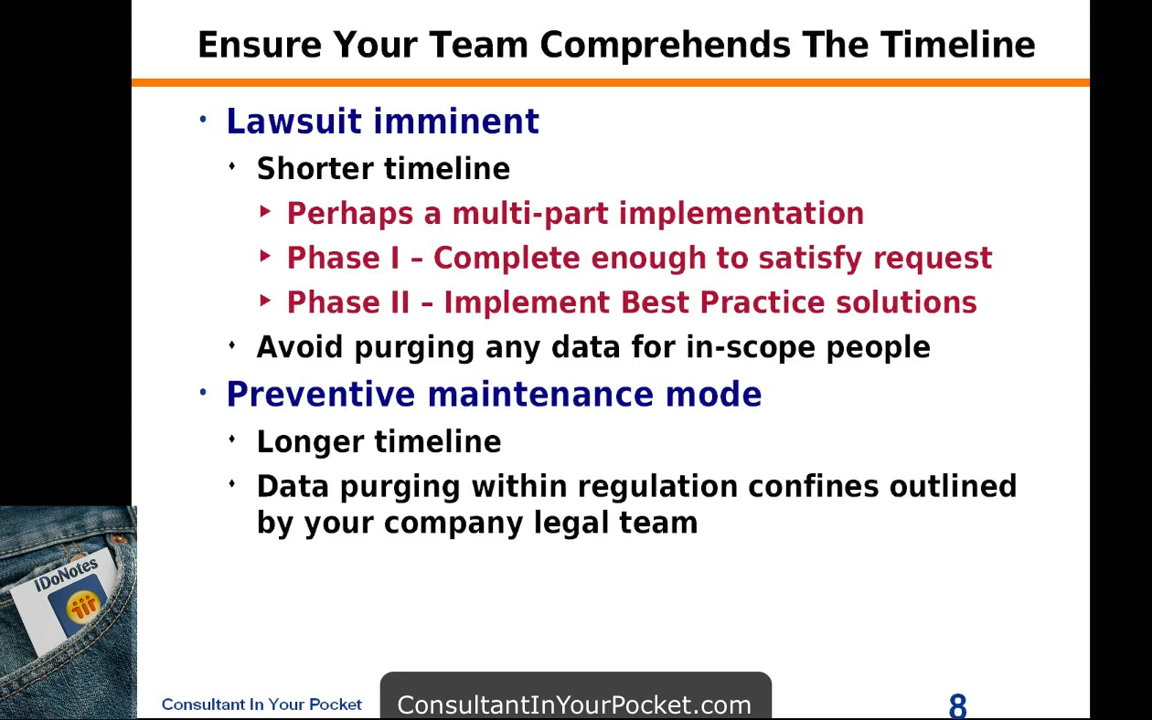 Ensure Your Team Comprehends The Timeline
• Lawsuit imminent
Shorter timeline
Perhaps a multi-part implementation
Phase I – Complete enough to satisfy request
Phase II – Implement Best Practice solutions
Avoid purging any data for in-scope people
• Preventive maintenance mode
Longer timeline
Data purging within regulation confines outlined
by your company legal team
IDoNotes
Consultant In Your Pocket
ConsultantInYourPocket.com
8